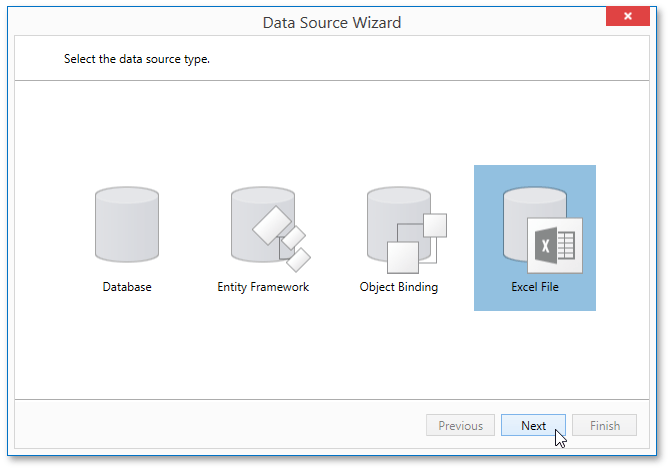 Data Source Wizard
Select the data source type.
Database
Entity Framework
Object Binding
X
Excel File
Previous
Next
Finish